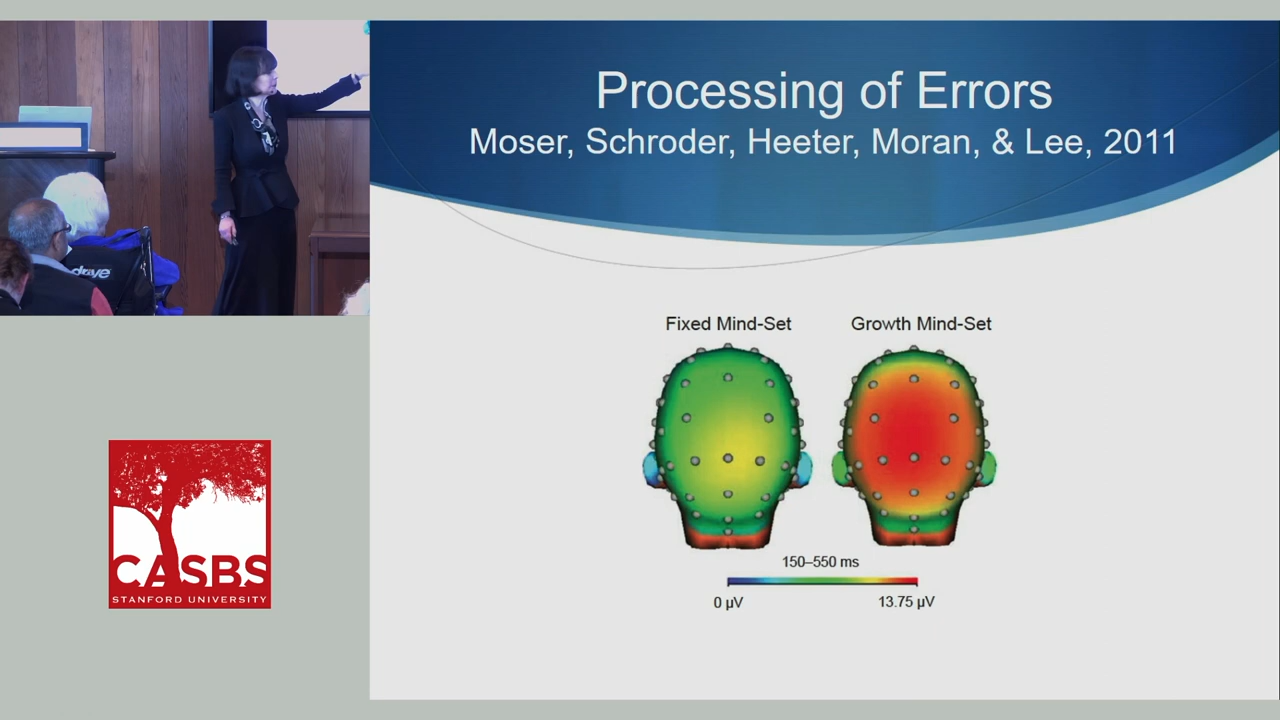 Processing of Errors
Moser, Schroder, Heeter, Moran, & Lee, 2011
Fixed Mind-Set
Growth Mind-Set
150–550 ms
0 µV
13.75 µV
drive
CASBS
STANFORD UNIVERSITY